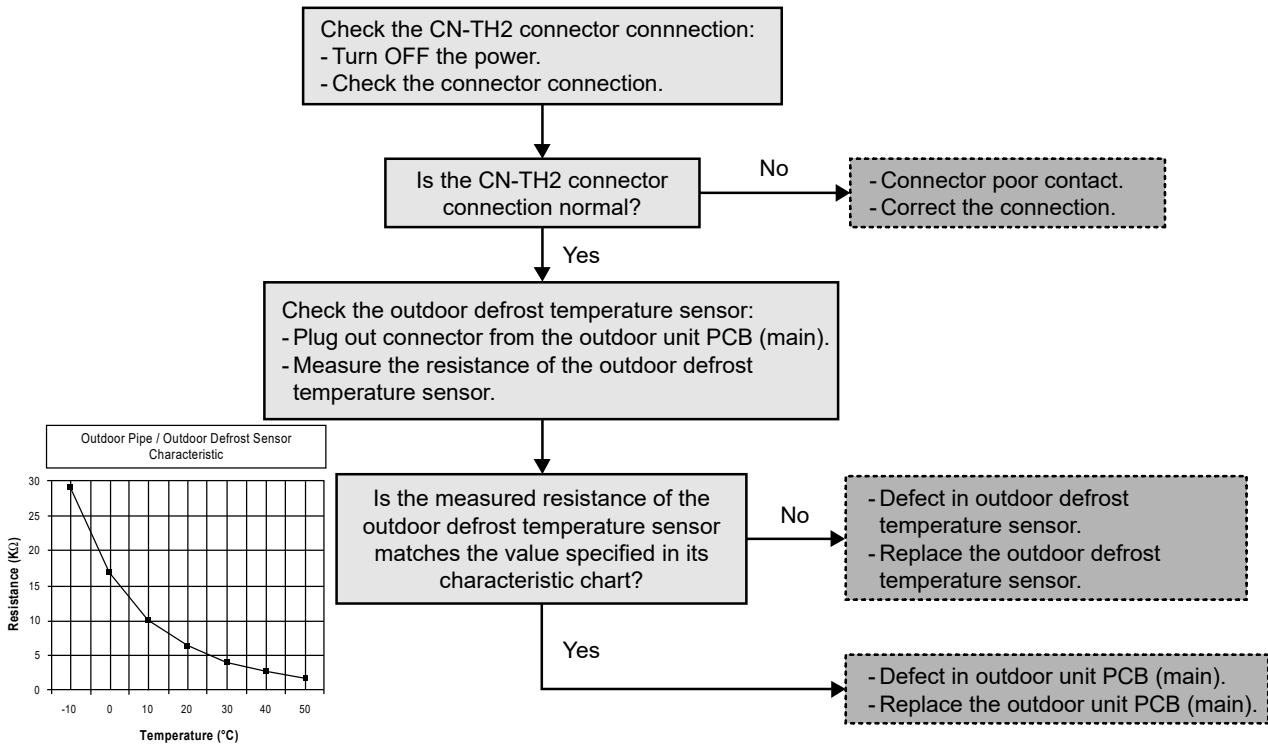 Check the CN-TH2 connector connnection:
- Turn OFF the power.
- Check the connector connection.
Is the CN-TH2 connector
connection normal?
No
- Connector poor contact.
- Correct the connection.
Yes
Check the outdoor defrost temperature sensor:
- Plug out connector from the outdoor unit PCB (main).
- Measure the resistance of the outdoor defrost
temperature sensor.
Outdoor Pipe / Outdoor Defrost Sensor
Characteristic
30
25
20
15
10
5
0
Resistance (KΩ)
-10 0 10 20 30 40 50
Temperature (°C)
Is the measured resistance of the
outdoor defrost temperature sensor
matches the value specified in its
characteristic chart?
No
- Defect in outdoor defrost
temperature sensor.
- Replace the outdoor defrost
temperature sensor.
Yes
- Defect in outdoor unit PCB (main).
- Replace the outdoor unit PCB (main).